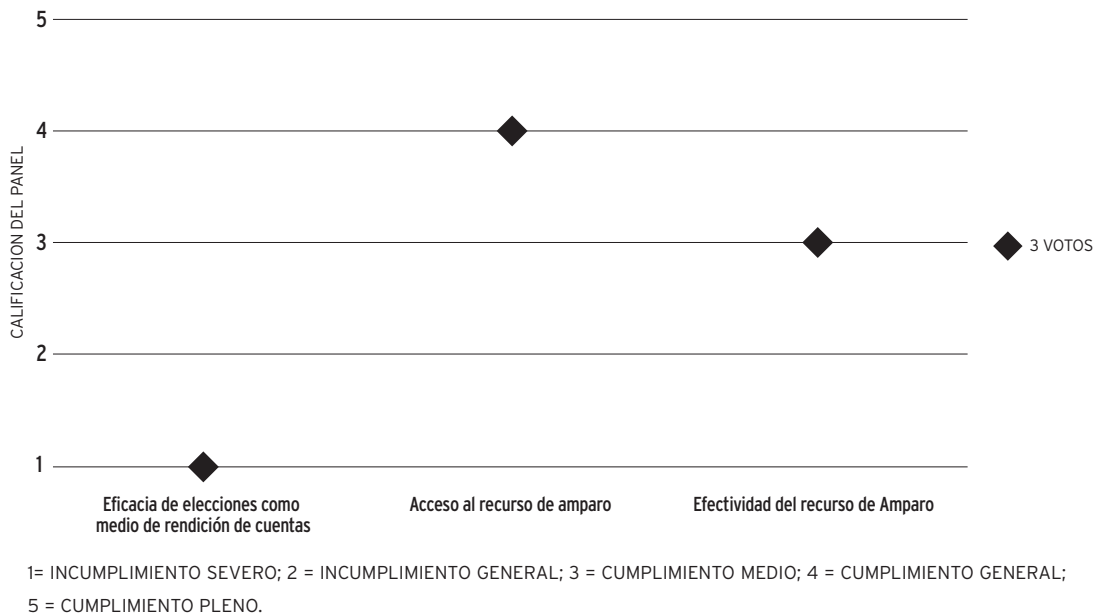 5
4
3
2
1
CALIFICACION DEL PANEL
3 VOTOS
Eficacia de elecciones como
medio de rendición de cuentas
Acceso al recurso de amparo
Efectividad del recurso de Amparo
1= INCUMPLIMIENTO SEVERO; 2 = INCUMPLIMIENTO GENERAL; 3 = CUMPLIMIENTO MEDIO; 4 = CUMPLIMIENTO GENERAL;
5 = CUMPLIMIENTO PLENO.